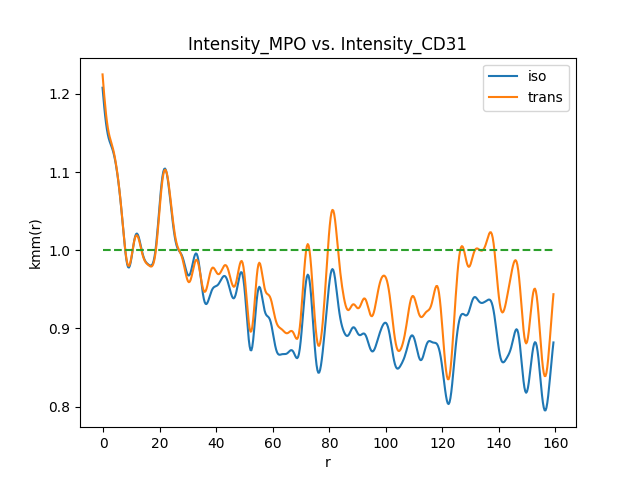 Intensity_MPO vs. Intensity_CD31
iso
trans
kmm(r)
1.2
1.1
1.0
0.9
0.8
0 20 40 60 80 100 120 140 160
r